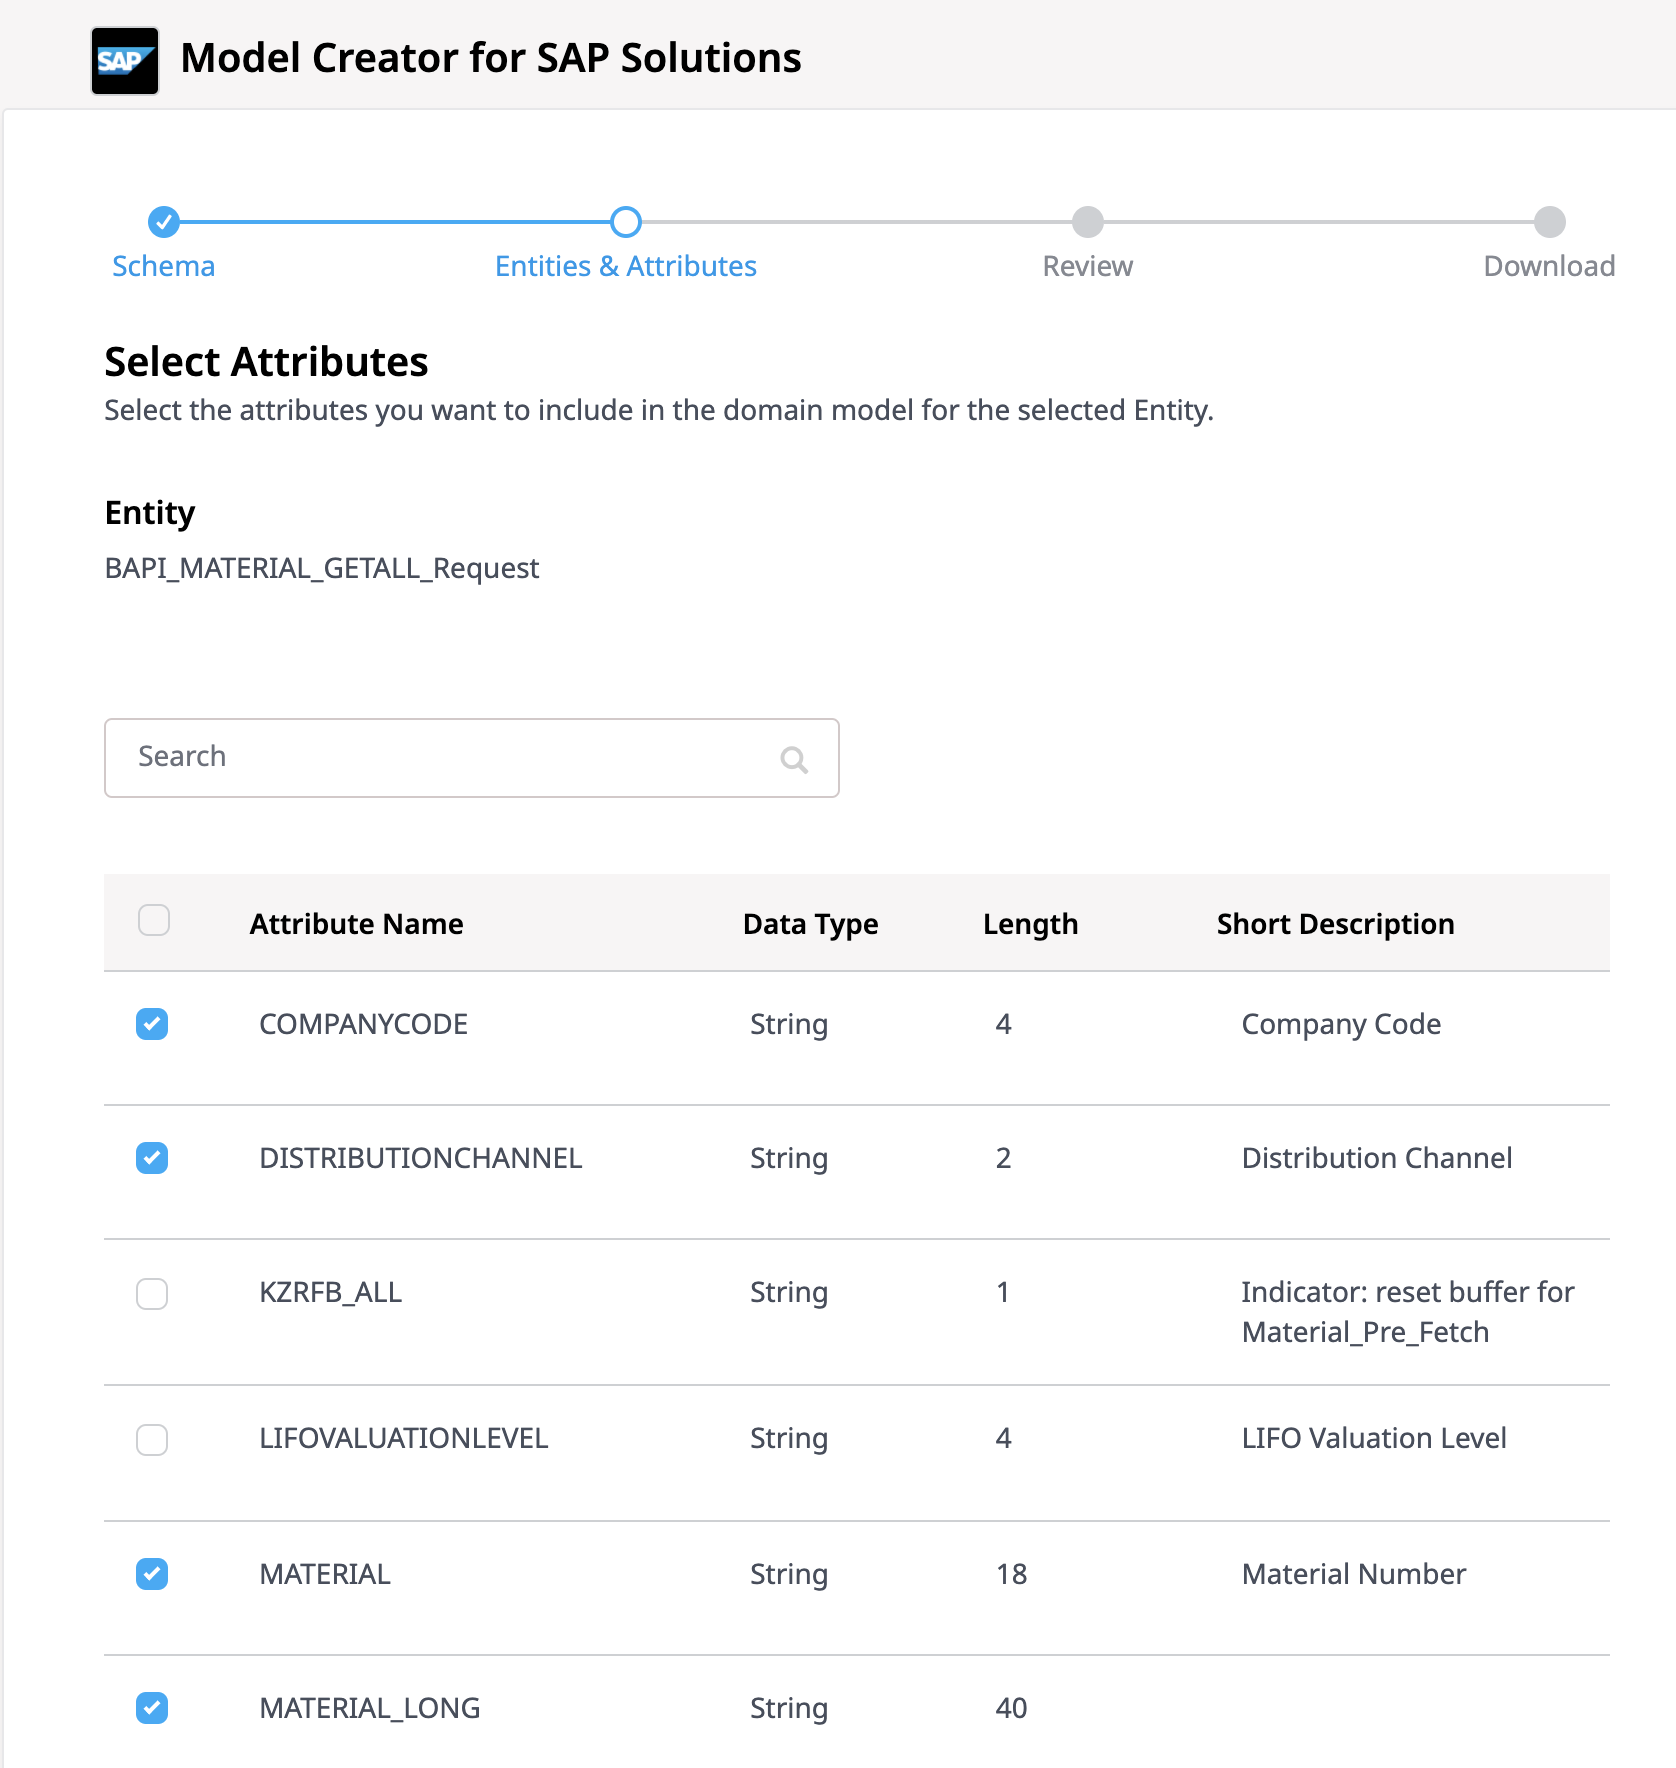 SAP
Model Creator for SAP Solutions
Schema
Entities & Attributes
Review
Download
Select Attributes
Select the attributes you want to include in the domain model for the selected Entity.
Entity
BAPI_MATERIAL_GETALL_Request
Search
Attribute Name Data Type Length Short Description
COMPANYCODE String 4 Company Code
DISTRIBUTIONCHANNEL String 2 Distribution Channel
KZRFB_ALL String 1 Indicator: reset buffer for
Material_Pre_Fetch
LIFOVALUATIONLEVEL String 4 LIFO Valuation Level
MATERIAL String 18 Material Number
MATERIAL_LONG String 40